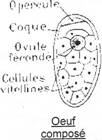 Opercule
Coque
Ovule
fécondé
Cellules
vitellines
Oeuf
composé